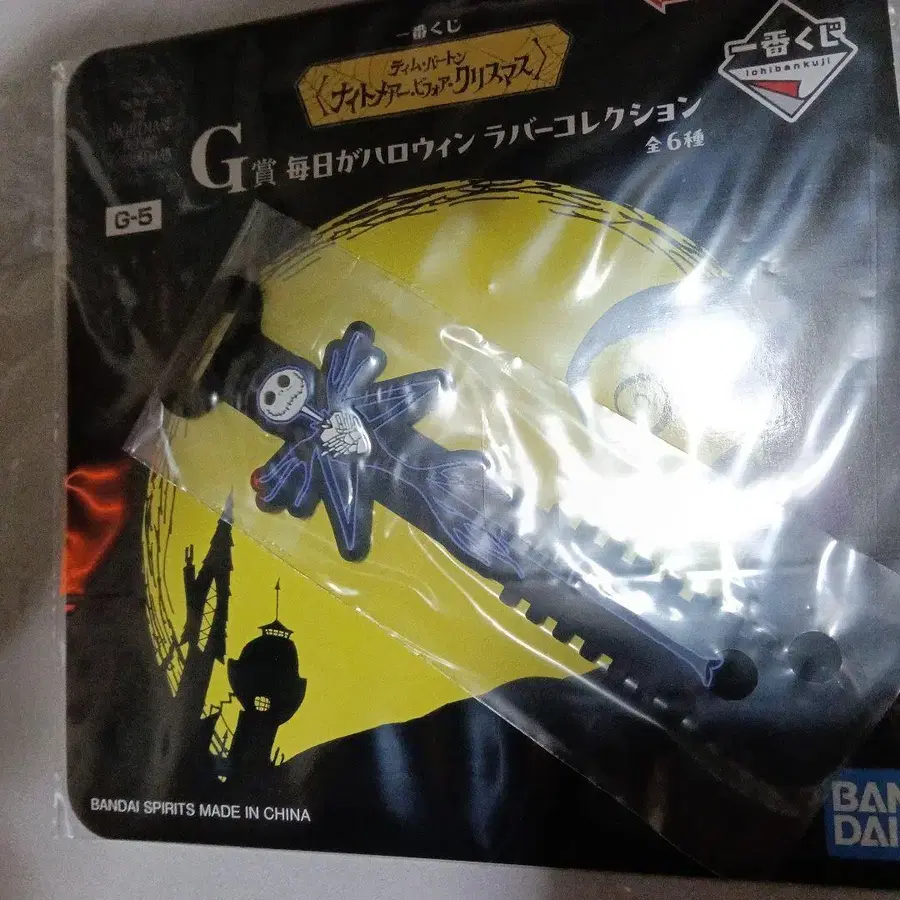 一番くじ
ティム・バートン
ナイトメアー・ビフォア・クリスマス
一番くじ
Ichibankuji
G賞 毎日がハロウィン ラバーコレクション
全6種
G-5
BANDAI SPIRITS MADE IN CHINA
BAN
DAI